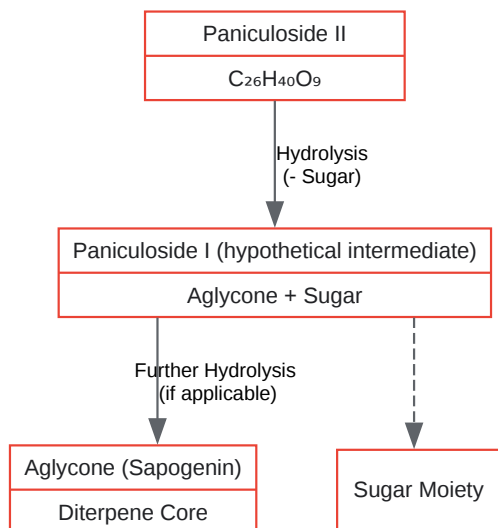 Paniculoside II
C₂₆H₄₀O₉
Hydrolysis
(- Sugar)
Paniculoside I (hypothetical intermediate)
Aglycone + Sugar
Further Hydrolysis
(if applicable)
Aglycone (Sapogenin)
Diterpene Core
Sugar Moiety